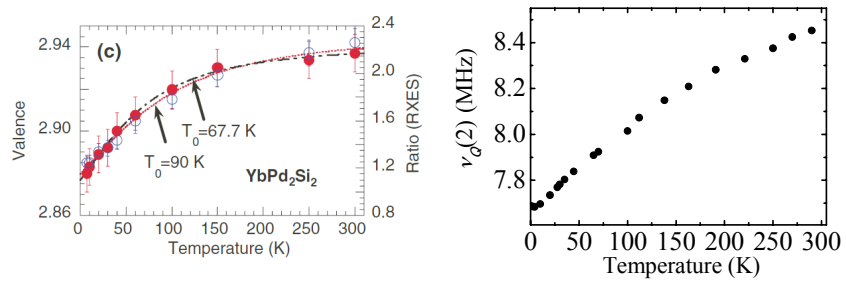 (c)
Valence
2.94
2.90
2.86
2.4
2.0
1.6
1.2
0.8
Ratio (RXES)
T0=67.7 K
T0=90 K
YbPd2Si2
0 50 100 150 200 250 300
Temperature (K)
νQ(2) (MHz)
8.4
8.2
8.0
7.8
7.6
0 50 100 150 200 250 300
Temperature (K)